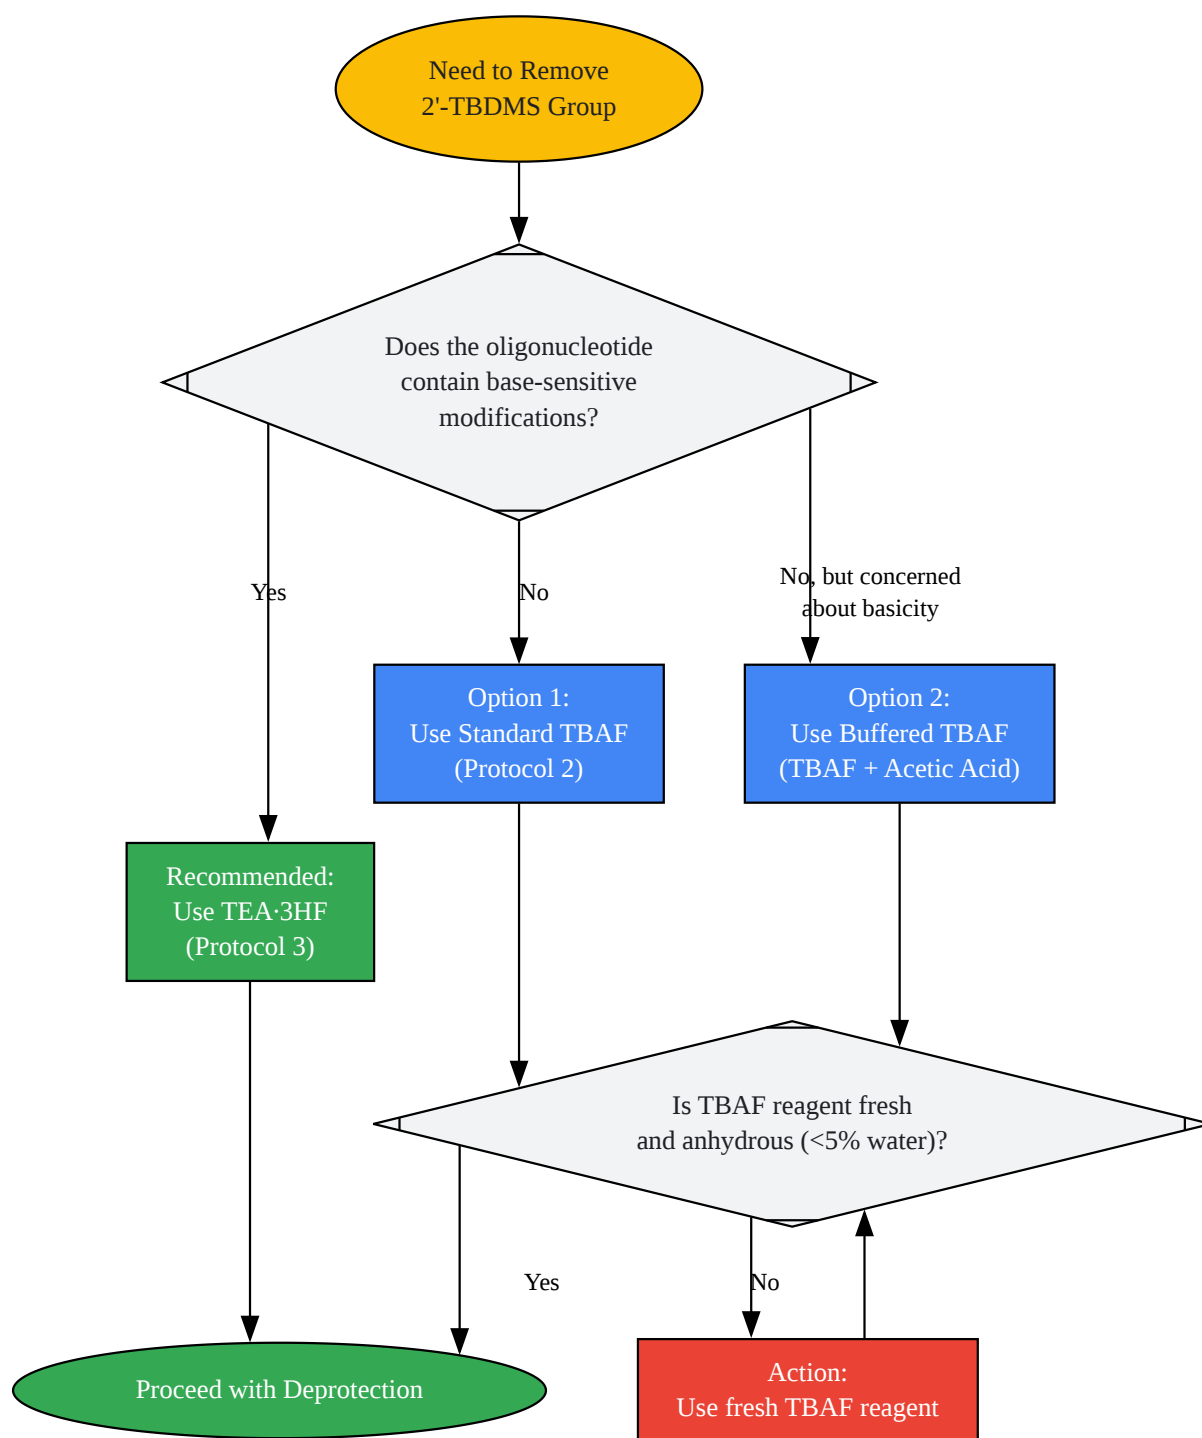 Need to Remove
2'-TBDMS Group
Does the oligonucleotide
contain base-sensitive
modifications?
Yes
No
No, but concerned
about basicity
Option 1:
Use Standard TBAF
(Protocol 2)
Option 2:
Use Buffered TBAF
(TBAF + Acetic Acid)
Recommended:
Use TEA·3HF
(Protocol 3)
Is TBAF reagent fresh
and anhydrous (<5% water)?
Yes
No
Proceed with Deprotection
Action:
Use fresh TBAF reagent